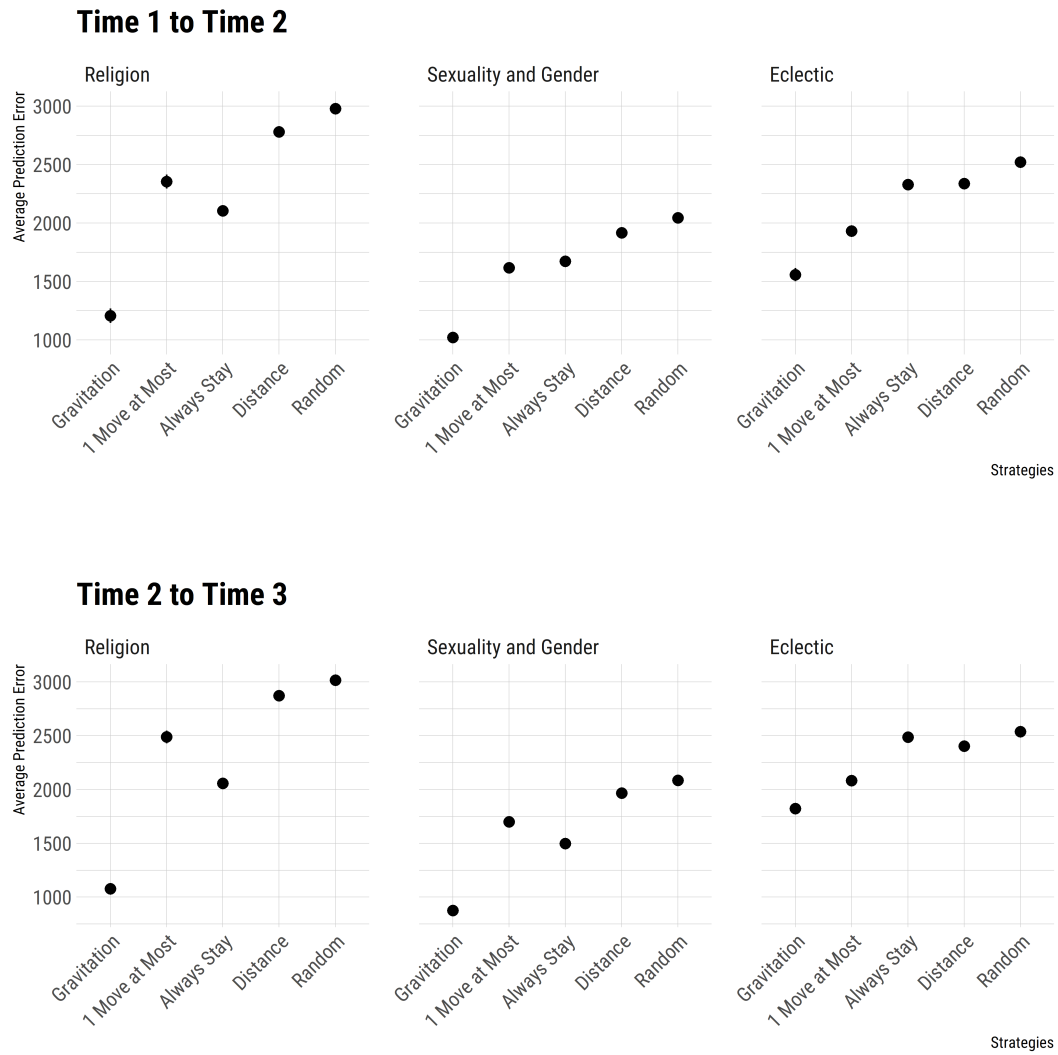 Time 1 to Time 2
Religion
Sexuality and Gender
Eclectic
Average Prediction Error
3000
2500
2000
1500
1000
Gravitation
1 Move at Most
Always Stay
Distance
Random
Gravitation
1 Move at Most
Always Stay
Distance
Random
Gravitation
1 Move at Most
Always Stay
Distance
Random
Strategies
Time 2 to Time 3
Religion
Sexuality and Gender
Eclectic
Average Prediction Error
3000
2500
2000
1500
1000
Gravitation
1 Move at Most
Always Stay
Distance
Random
Gravitation
1 Move at Most
Always Stay
Distance
Random
Gravitation
1 Move at Most
Always Stay
Distance
Random
Strategies